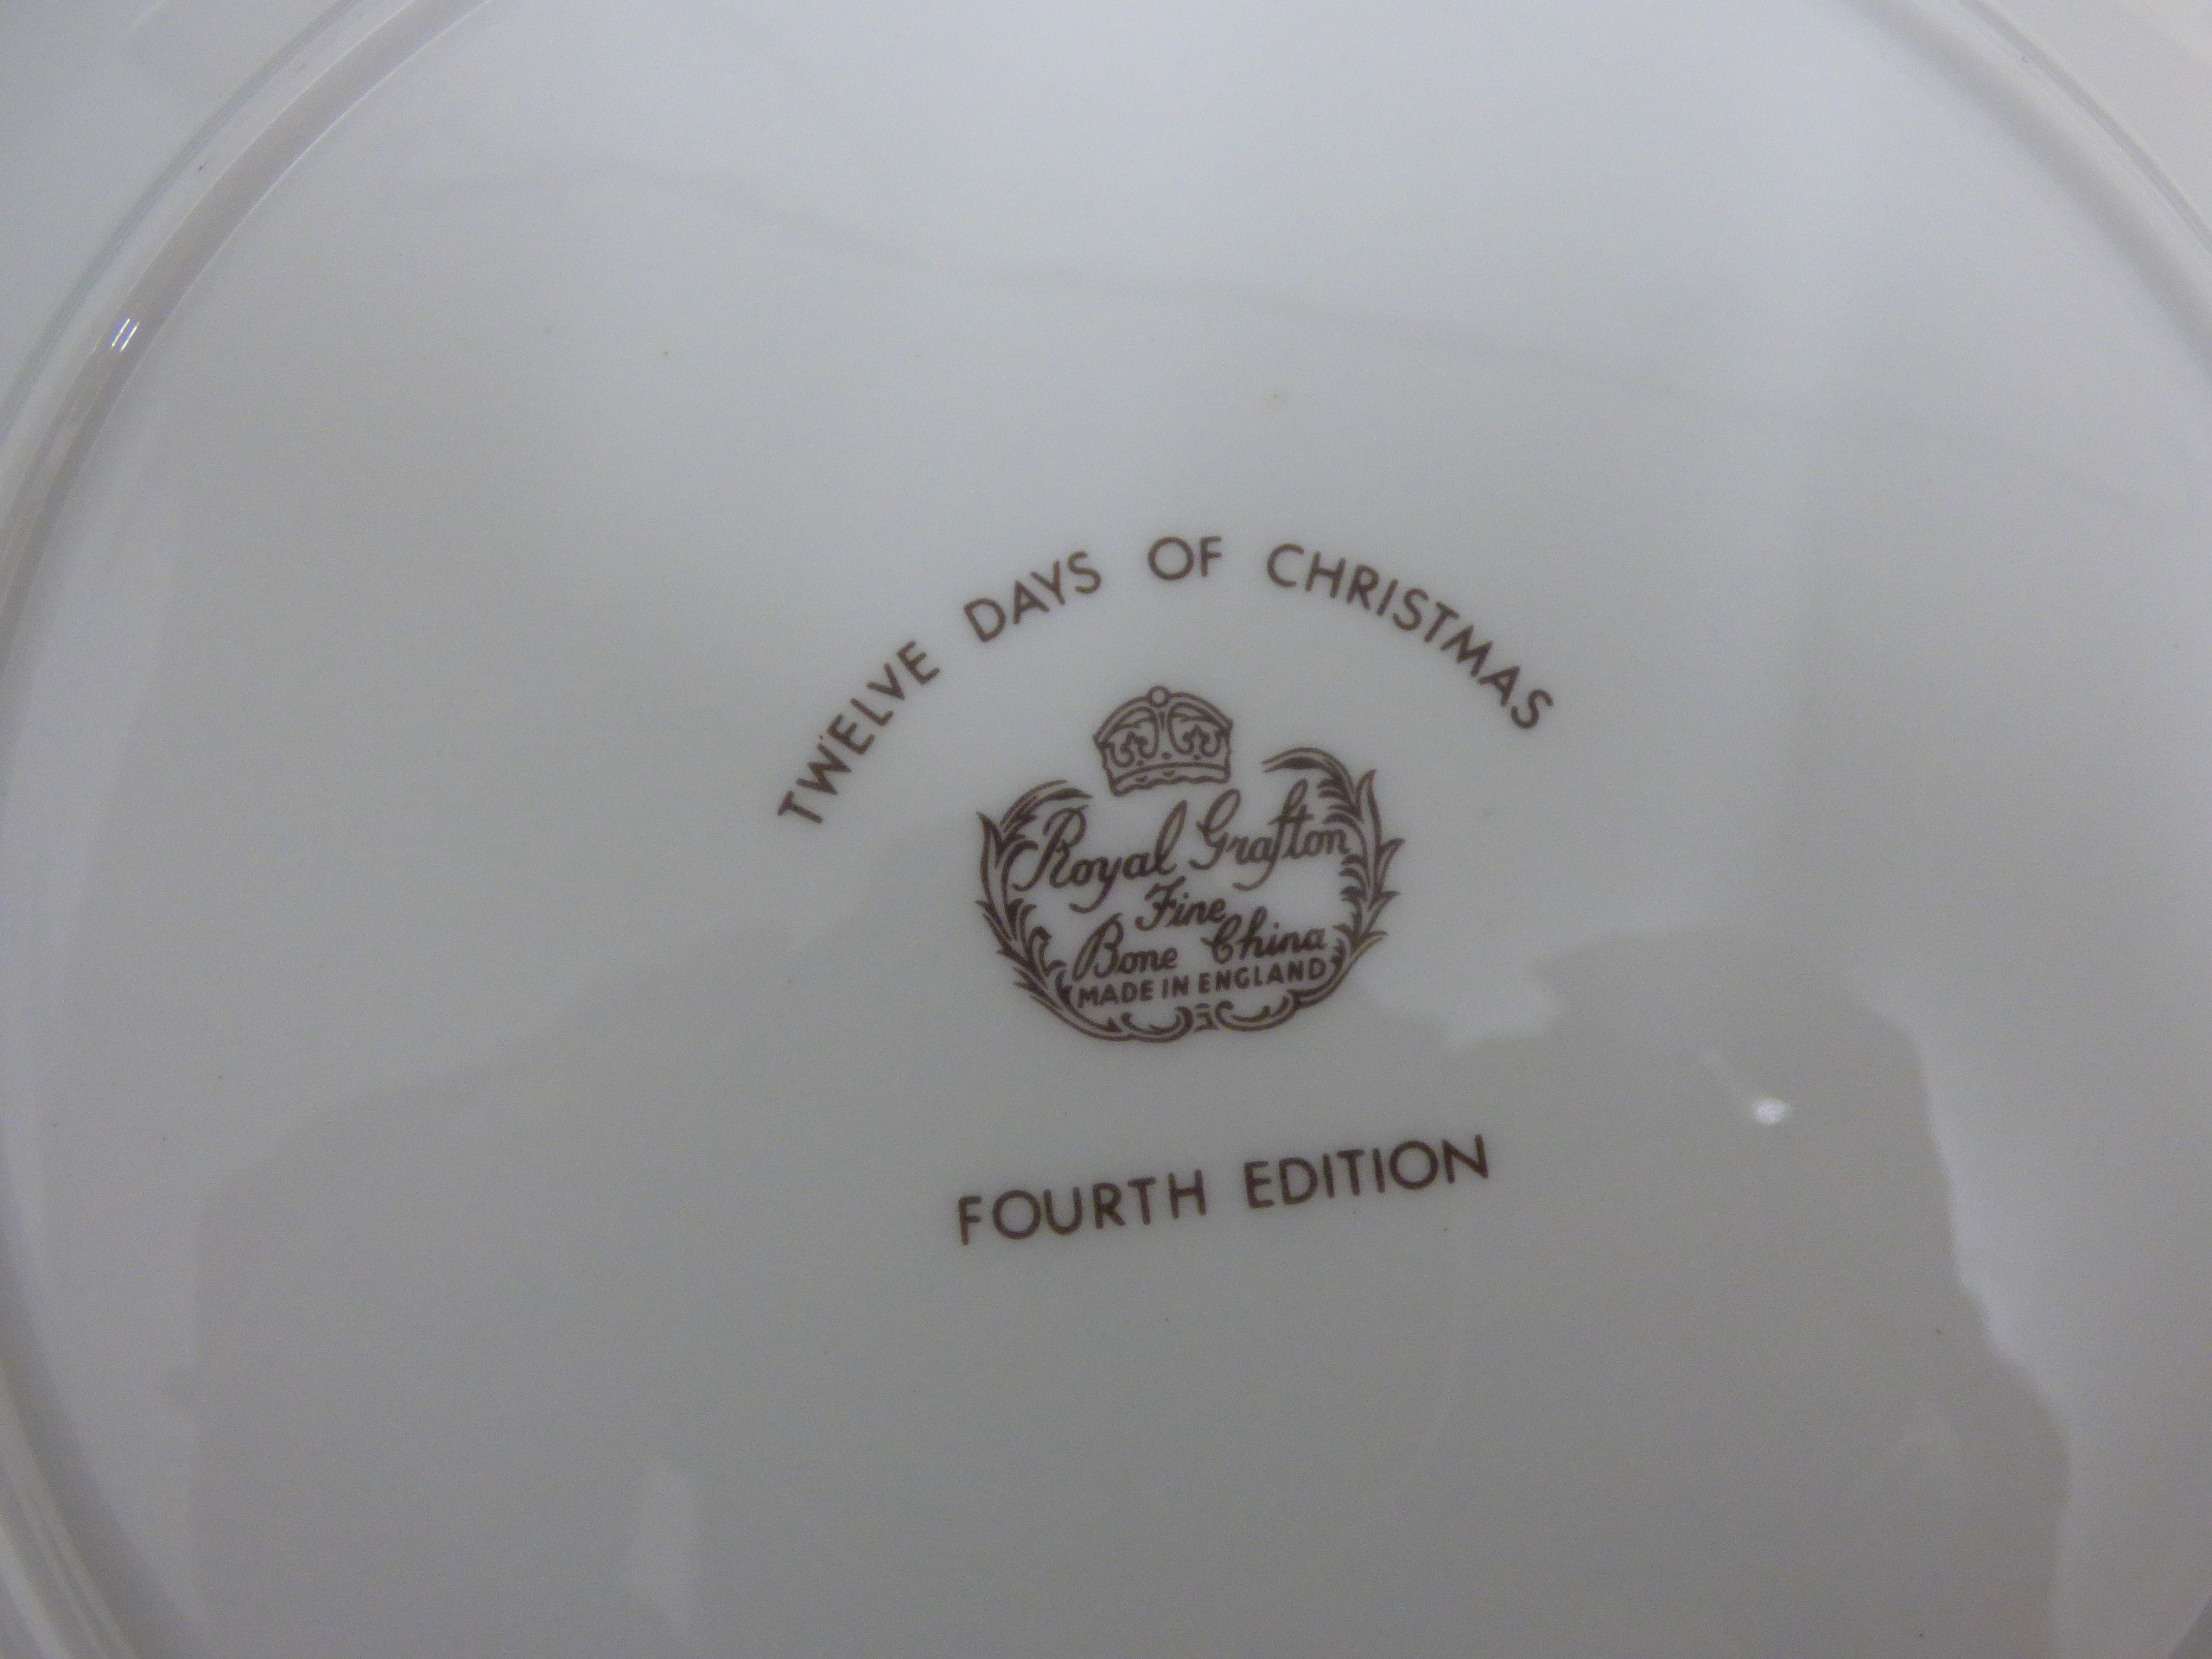 TWELVE DAYS OF CHRISTMAS
Royal Grafton
Fine
Bone China
MADE IN ENGLAND
FOURTH EDITION